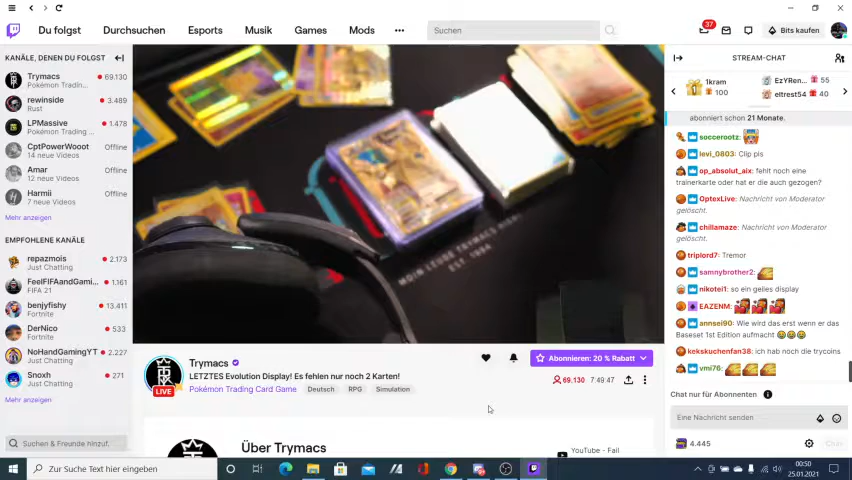 Du folgst
Durchsuchen
Esports
Musik
Games
Mods
Suchen
37
Bits kaufen
KANÄLE, DENEN DU FOLGST
Trymacs
69.130
Pokémon Tradin...
rewinside
3.489
Rust
LPMassive
1.478
Pokémon Trading ...
CptPowerWooot
Offline
14 neue Videos
Amar
Offline
12 neue Videos
Harmii
Offline
7 neue Videos
Mehr anzeigen
EMPFOHLENE KANÄLE
repazmois
2.173
Just Chatting
FeelFIFAandGami...
1.161
FIFA 21
benjyfishy
13.411
Fortnite
DerNico
533
Fortnite
NoHandGamingYT
2.227
Just Chatting
Snoxh
271
Just Chatting
Mehr anzeigen
Suchen & Freunde hinzuf.
EST. 1994
LIVE
Trymacs
LETZTES Evolution Display! Es fehlen nur noch 2 Karten!
Pokémon Trading Card Game
Deutsch
RPG
Simulation
Abonnieren: 20 % Rabatt
69.130
7:49:47
Über Trymacs
YouTube - Fail
STREAM-CHAT
1
1kram
100
EzYRen...
55
eltrest54
40
abonniert schon 21 Monate.
soccerootz:
levi_0803: Clip pls
op_absolut_aix: fehlt noch eine
trainerkarte oder hat er die auch gezogen?
OptexLive: Nachricht von Moderator
gelöscht.
chillamaze: Nachricht von Moderator
gelöscht.
triplord7: Tremor
samnybrother2:
nikotei1: so ein geiles display
EAZENM:
annsei90: Wie wird das erst wenn er das
Baseset 1st Edition aufmacht
kekskuchenfan38: ich hab noch die trycoins
vmi76:
Chat nur für Abonnenten
Eine Nachricht senden
4.445
Chat
Zur Suche Text hier eingeben
00:50
25.01.2021